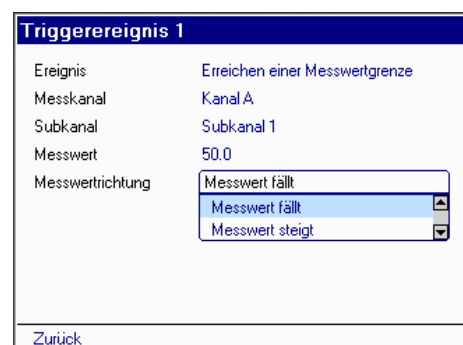 Triggerereignis 1
Ereignis Erreichen einer Messwertgrenze
Messkanal Kanal A
Subkanal Subkanal 1
Messwert 50.0
Messwertrichtung Messwert fällt
Messwert fällt
Messwert steigt
Zurück